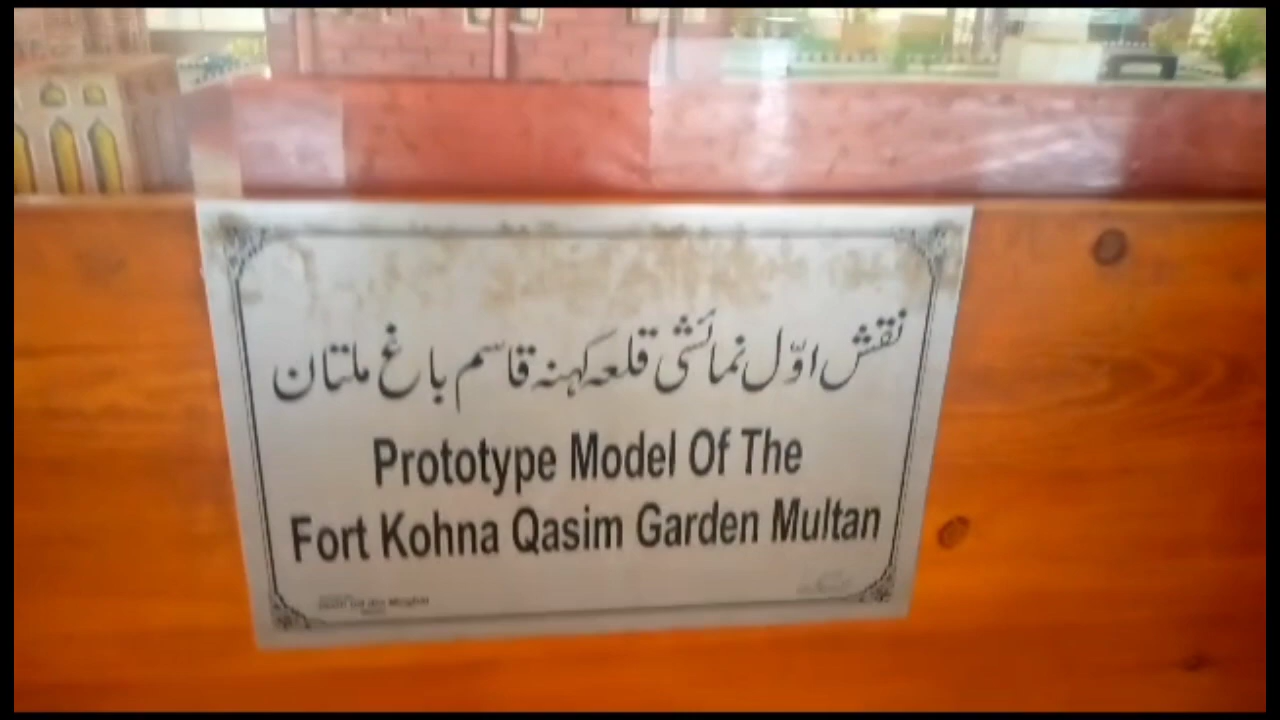 نقش اوّل نمائشی قلعہ کہنہ قاسم باغ ملتان
Prototype Model Of The
Fort Kohna Qasim Garden Multan